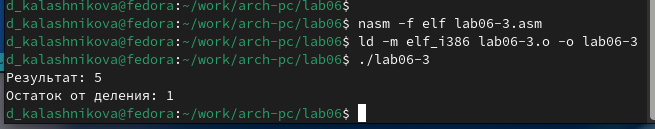 d_kalashnikova@fedora:~/work/arch-pc/lab06$
d_kalashnikova@fedora:~/work/arch-pc/lab06$ nasm -f elf lab06-3.asm
d_kalashnikova@fedora:~/work/arch-pc/lab06$ ld -m elf_i386 lab06-3.o -o lab06-3
d_kalashnikova@fedora:~/work/arch-pc/lab06$ ./lab06-3
Результат: 5
Остаток от деления: 1
d_kalashnikova@fedora:~/work/arch-pc/lab06$